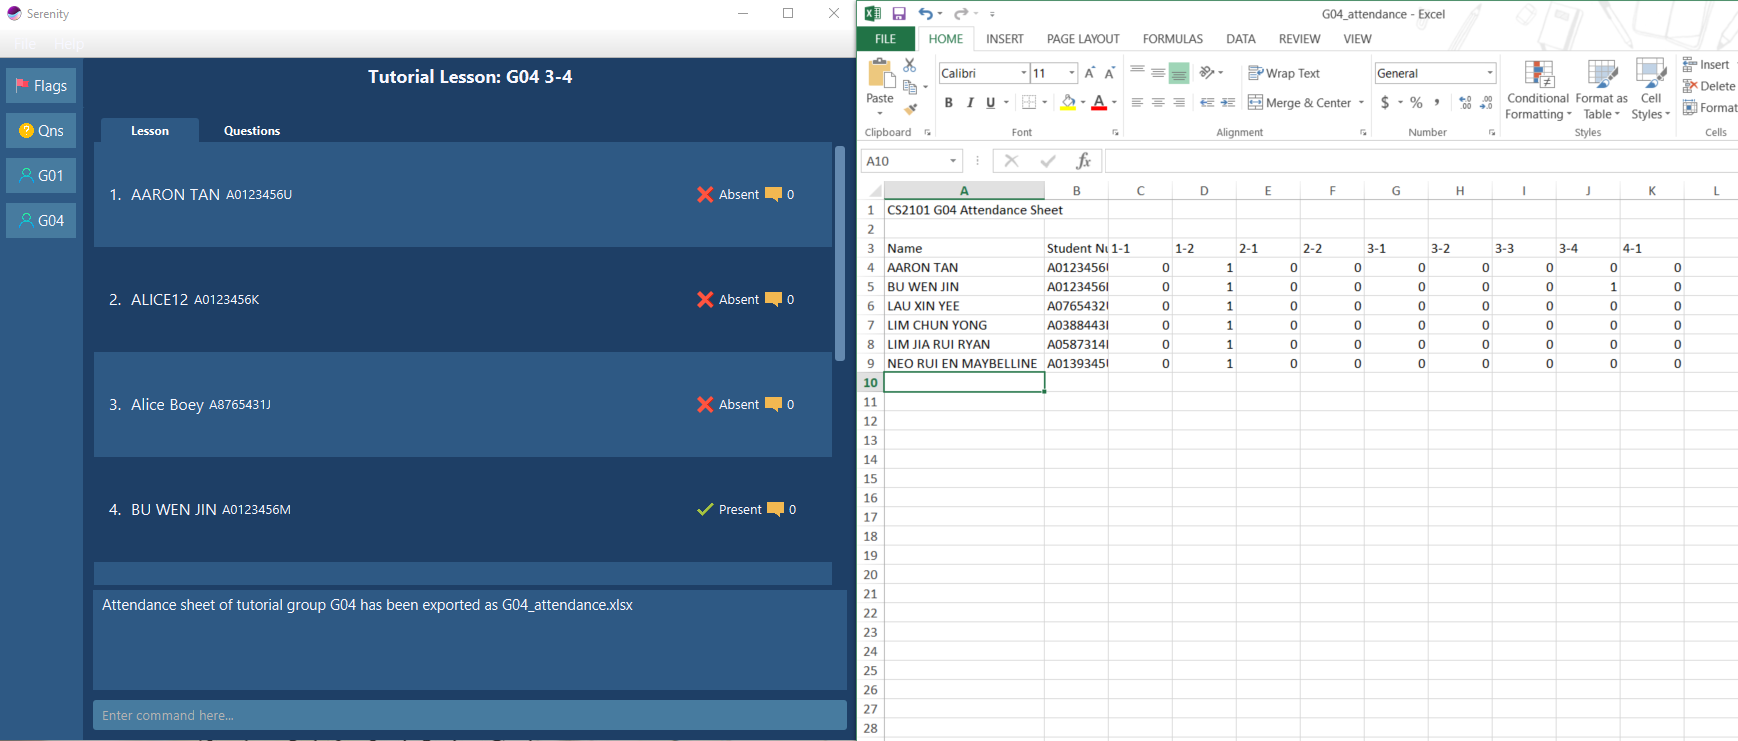 Serenity
File Help
Flags
Qns
G01
G04
Tutorial Lesson: G04 3-4
Lesson Questions
1. AARON TAN A0123456U Absent 0
2. ALICE12 A0123456K Absent 0
3. Alice Boey A8765431J Absent 0
4. BU WEN JIN A0123456M Present 0
Attendance sheet of tutorial group G04 has been exported as G04_attendance.xlsx
Enter command here...
G04_attendance - Excel
FILE HOME INSERT PAGE LAYOUT FORMULAS DATA REVIEW VIEW
Paste
Clipboard
Calibri 11
B I U
Font
Wrap Text
Merge & Center
Alignment
General
$ % ,
Number
Conditional Formatting
Format as Table
Cell Styles
Styles
Insert
Delete
Format
Cells
A10 fx
A B C D E F G H I J K L
1 CS2101 G04 Attendance Sheet
2
3 Name Student Nu 1-1 1-2 2-1 2-2 3-1 3-2 3-3 3-4 4-1
4 AARON TAN A0123456U 0 1 0 0 0 0 0 0 0
5 BU WEN JIN A0123456 0 1 0 0 0 0 0 1 0
6 LAU XIN YEE A0765432 0 1 0 0 0 0 0 0 0
7 LIM CHUN YONG A0388443 0 1 0 0 0 0 0 0 0
8 LIM JIA RUI RYAN A0587314 0 1 0 0 0 0 0 0 0
9 NEO RUI EN MAYBELLINE A0139345 0 1 0 0 0 0 0 0 0
10
11
12
13
14
15
16
17
18
19
20
21
22
23
24
25
26
27
28